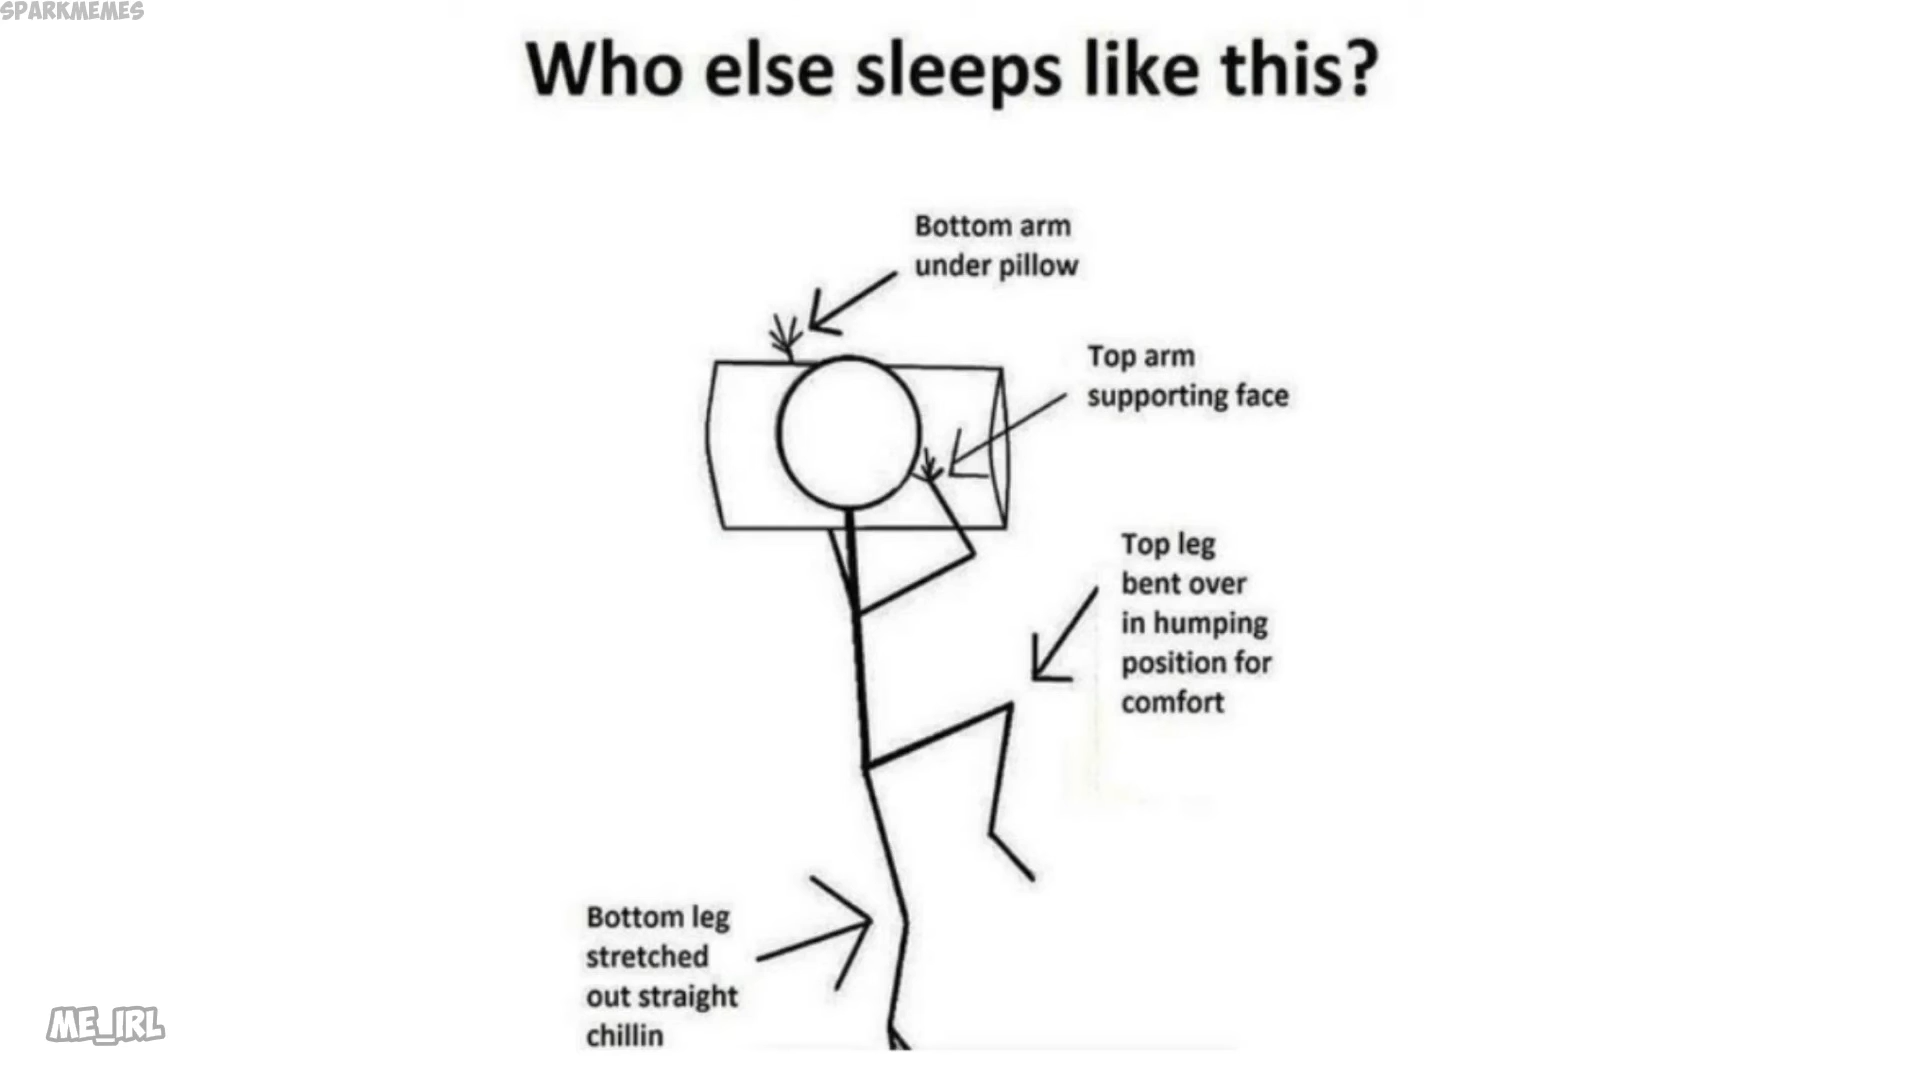 SPARKMEMES
Who else sleeps like this?
Bottom arm
under pillow
Top arm
supporting face
Top leg
bent over
in humping
position for
comfort
Bottom leg
stretched
out straight
chillin
ME_IRL